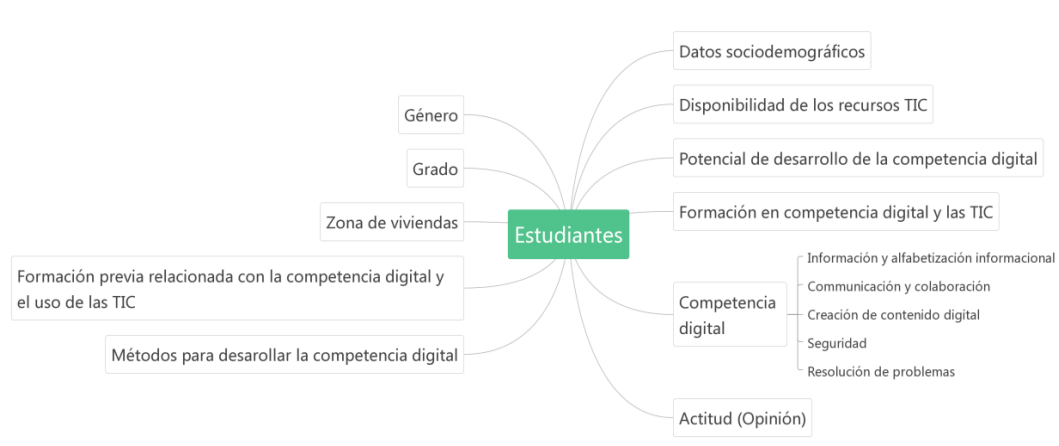 Género
Grado
Zona de viviendas
Formación previa relacionada con la competencia digital y
el uso de las TIC
Métodos para desarollar la competencia digital
Estudiantes
Datos sociodemográficos
Disponibilidad de los recursos TIC
Potencial de desarrollo de la competencia digital
Formación en competencia digital y las TIC
Competencia
digital
Información y alfabetización informacional
Communicación y colaboración
Creación de contenido digital
Seguridad
Resolución de problemas
Actitud (Opinión)